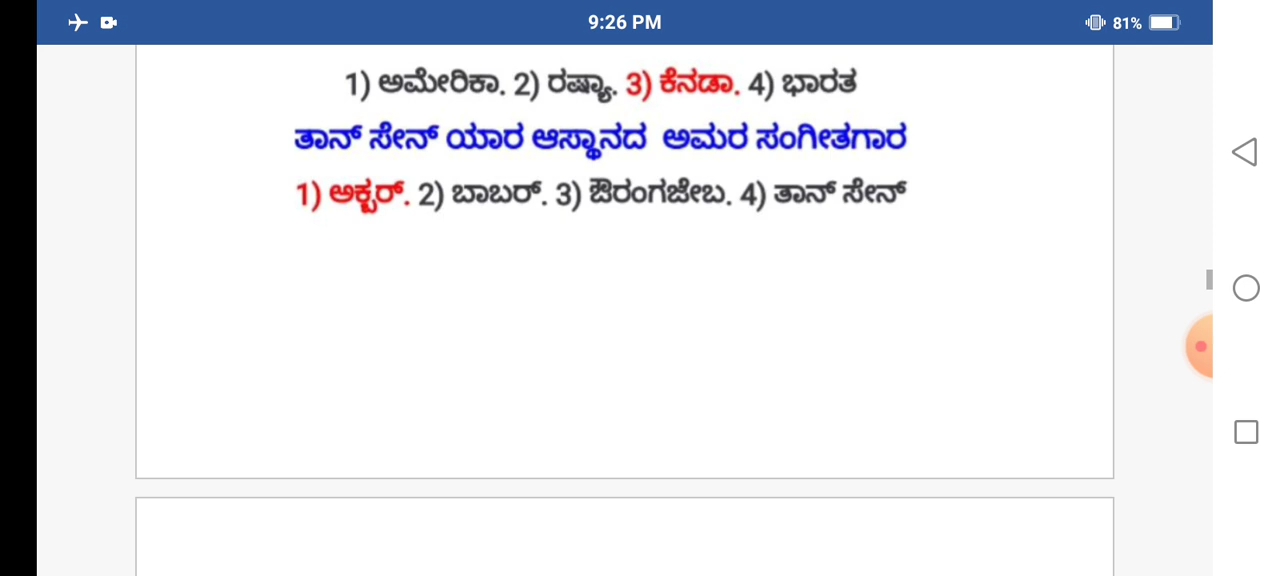 9:26 PM 81%
1) ಅಮೇರಿಕಾ. 2) ರಷ್ಯಾ. 3) ಕೆನಡಾ. 4) ಭಾರತ
ತಾನ್ ಸೇನ್ ಯಾರ ಆಸ್ಥಾನದ ಅಮರ ಸಂಗೀತಗಾರ
1) ಅಕ್ಬರ್. 2) ಬಾಬರ್. 3) ಔರಂಗಜೇಬ. 4) ತಾನ್ ಸೇನ್